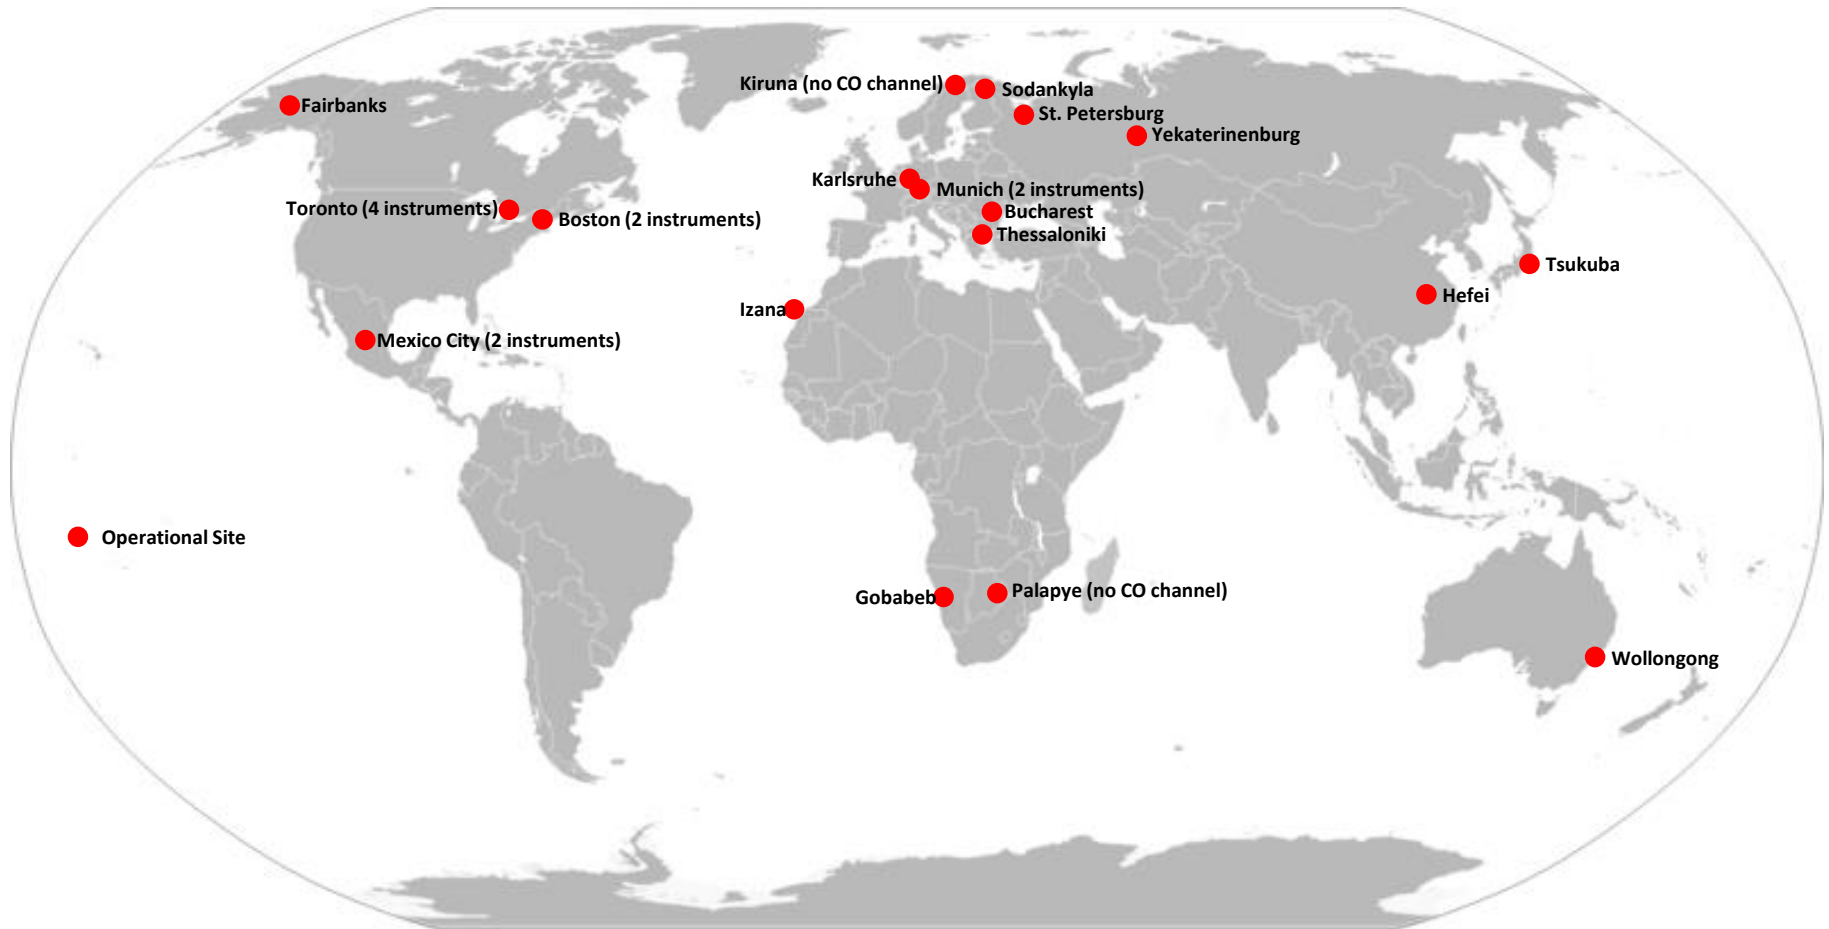 Kiruna (no CO channel)
Sodankyla
Fairbanks
St. Petersburg
Yekaterinenburg
Karlsruhe
Munich (2 instruments)
Toronto (4 instruments)
Boston (2 instruments)
Bucharest
Thessaloniki
Tsukuba
Hefei
Izana
Mexico City (2 instruments)
Operational Site
Palapye (no CO channel)
Gobabeb
Wollongong